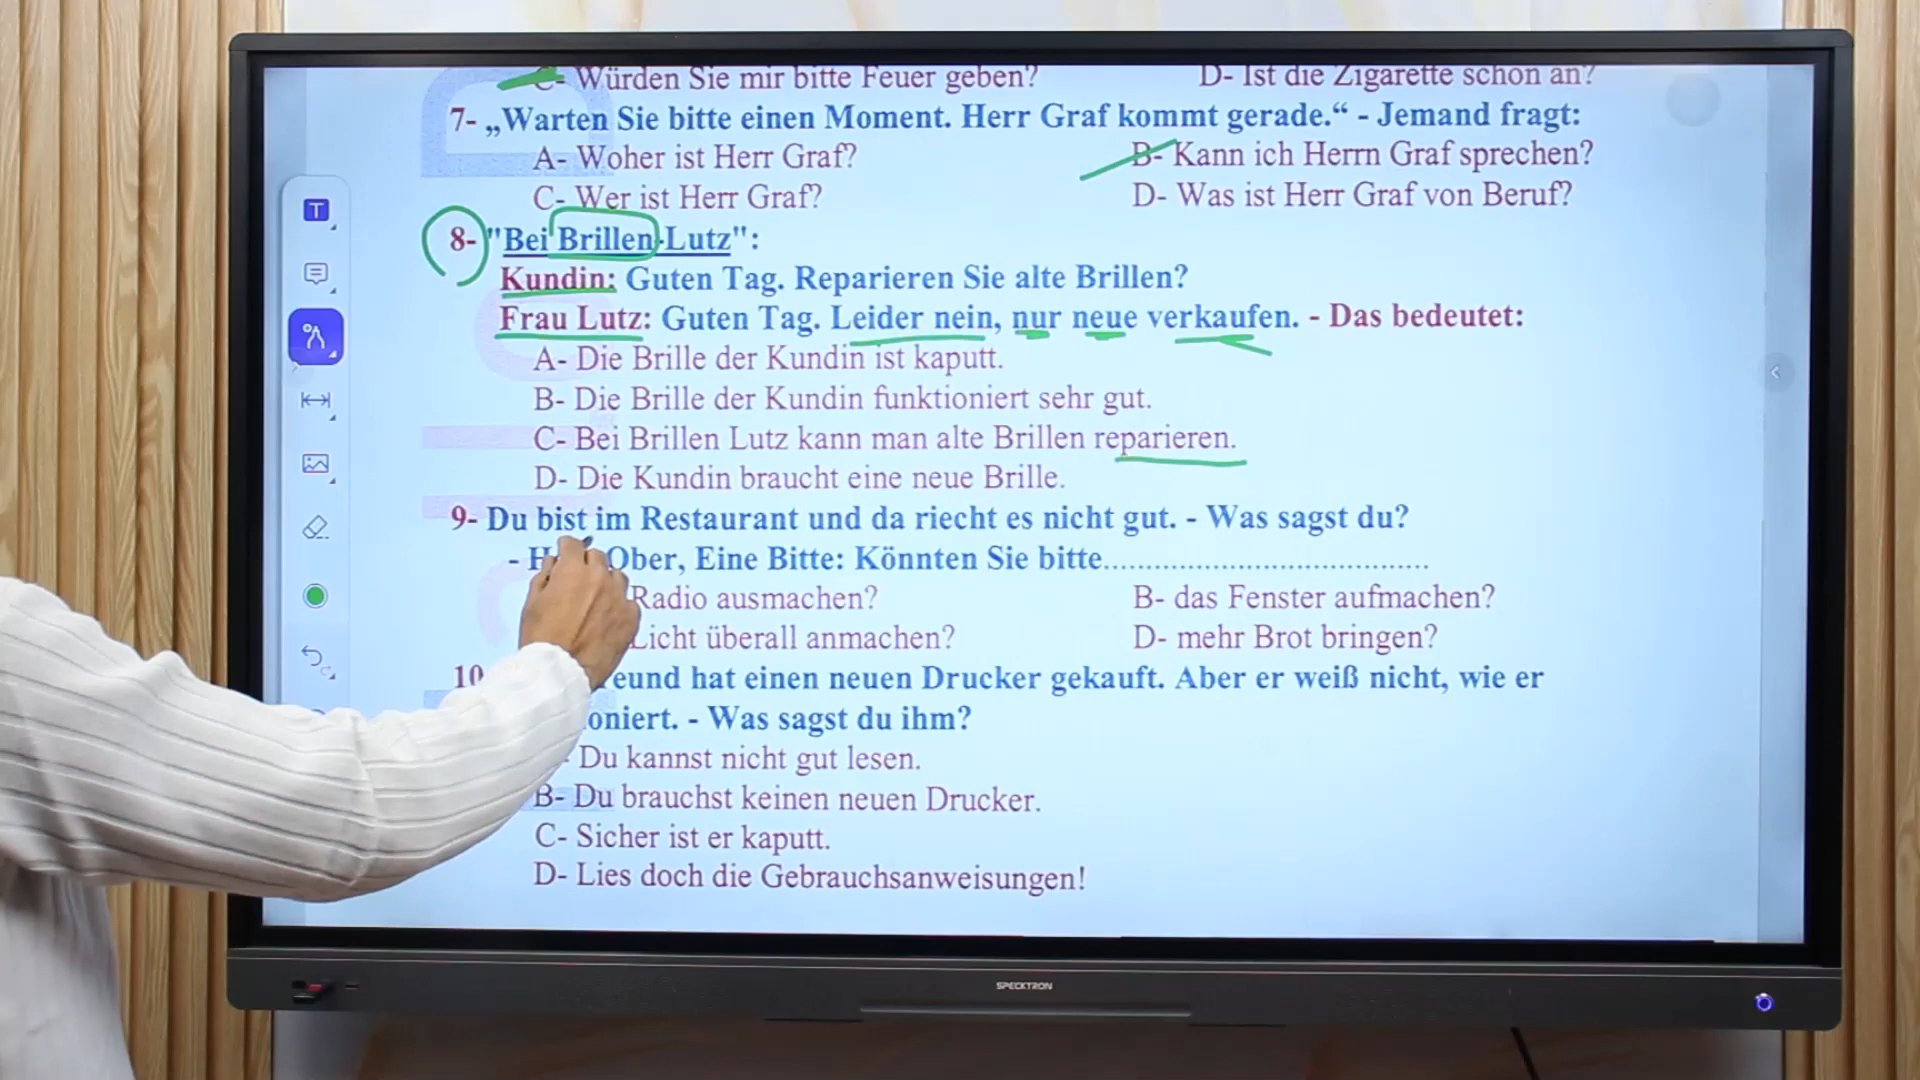 C- Würden Sie mir bitte Feuer geben? D- Ist die Zigarette schon an?
7- „Warten Sie bitte einen Moment. Herr Graf kommt gerade.“ - Jemand fragt:
A- Woher ist Herr Graf? B- Kann ich Herrn Graf sprechen?
C- Wer ist Herr Graf? D- Was ist Herr Graf von Beruf?
8- "Bei Brillen-Lutz":
Kundin: Guten Tag. Reparieren Sie alte Brillen?
Frau Lutz: Guten Tag. Leider nein, nur neue verkaufen. - Das bedeutet:
A- Die Brille der Kundin ist kaputt.
B- Die Brille der Kundin funktioniert sehr gut.
C- Bei Brillen Lutz kann man alte Brillen reparieren.
D- Die Kundin braucht eine neue Brille.
9- Du bist im Restaurant und da riecht es nicht gut. - Was sagst du?
- Ober, Eine Bitte: Könnten Sie bitte....................................
Radio ausmachen? B- das Fenster aufmachen?
Licht überall anmachen? D- mehr Brot bringen?
10 eund hat einen neuen Drucker gekauft. Aber er weiß nicht, wie er
oniert. - Was sagst du ihm?
- Du kannst nicht gut lesen.
B- Du brauchst keinen neuen Drucker.
C- Sicher ist er kaputt.
D- Lies doch die Gebrauchsanweisungen!
SPECKTRON